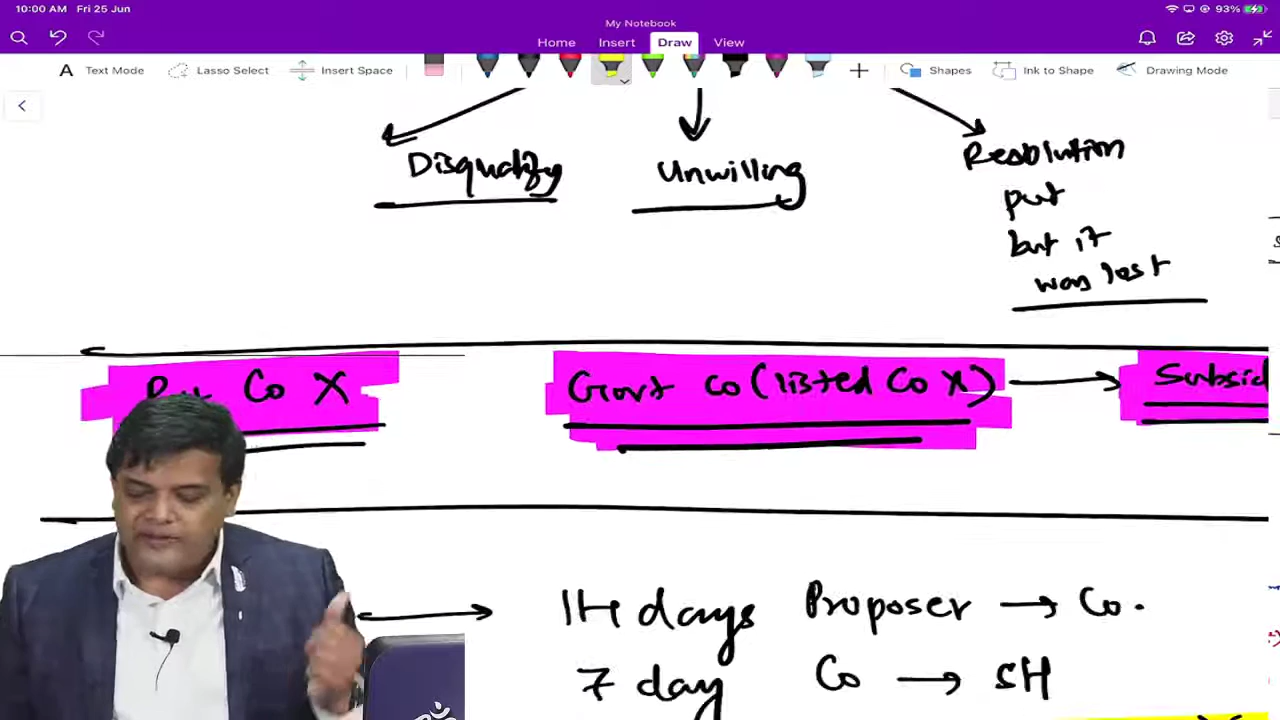 10:00 AM Fri 25 Jun
93%
My Notebook
Home Insert Draw View
Text Mode Lasso Select Insert Space Shapes Ink to Shape Drawing Mode
Disqualify
Unwilling
Resolution
put
but it
was lost
Co X
Govt Co (listed Co X)
Subsid
14 days Proposer → Co.
7 day Co → SH